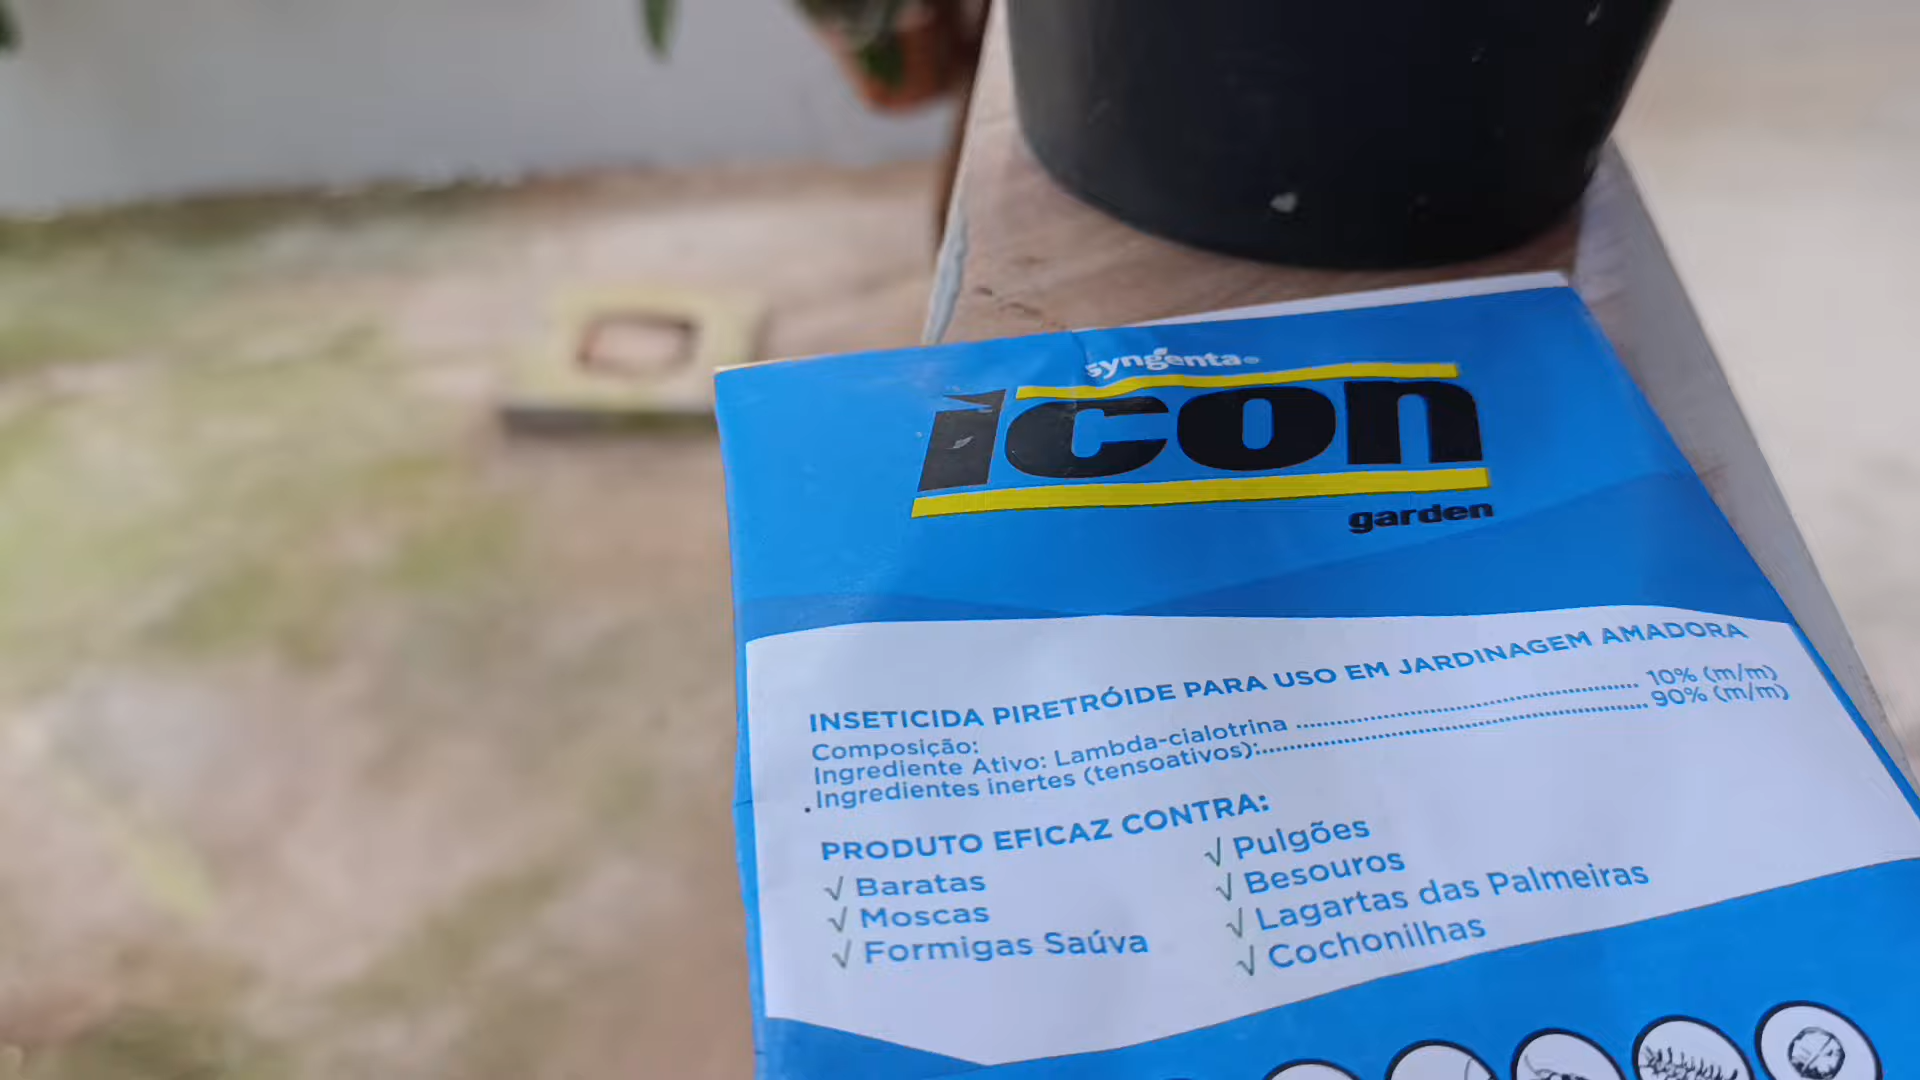 syngenta®
icon
garden
INSETICIDA PIRETRÓIDE PARA USO EM JARDINAGEM AMADORA
Composição:
Ingrediente Ativo: Lambda-cialotrina ........................................................ 10% (m/m)
Ingredientes inertes (tensoativos):................................................................ 90% (m/m)
PRODUTO EFICAZ CONTRA:
√ Baratas
√ Moscas
√ Formigas Saúva
√ Pulgões
√ Besouros
√ Lagartas das Palmeiras
√ Cochonilhas